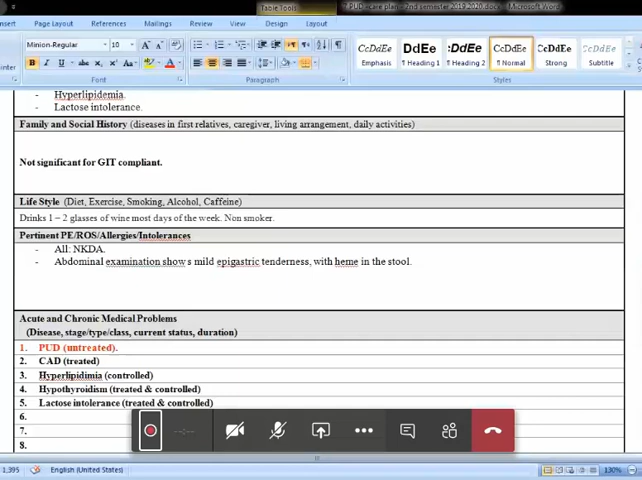 Table Tools
PUD - care plan - 2nd semester 2019 2020.docx - Microsoft Word
Insert Page Layout References Mailings Review View Design Layout
Minion-Regular 10
Font Paragraph Styles
CcDdEe DdEe DdEe CcDdEe CcDdEe CcDdEe
Emphasis ¶ Heading 1 ¶ Heading 2 ¶ Normal Strong Subtitle
- Hyperlipidemia.
- Lactose intolerance.
Family and Social History (diseases in first relatives, caregiver, living arrangement, daily activities)
Not significant for GIT compliant.
Life Style (Diet, Exercise, Smoking, Alcohol, Caffeine)
Drinks 1 – 2 glasses of wine most days of the week. Non smoker.
Pertinent PE/ROS/Allergies/Intolerances
- All: NKDA.
- Abdominal examination show s mild epigastric tenderness, with heme in the stool.
Acute and Chronic Medical Problems
(Disease, stage/type/class, current status, duration)
1. PUD (untreated).
2. CAD (treated)
3. Hyperlipidimia (controlled)
4. Hypothyroidism (treated & controlled)
5. Lactose intolerance (treated & controlled)
6.
7.
8.
--:--
1,395 English (United States) 130%